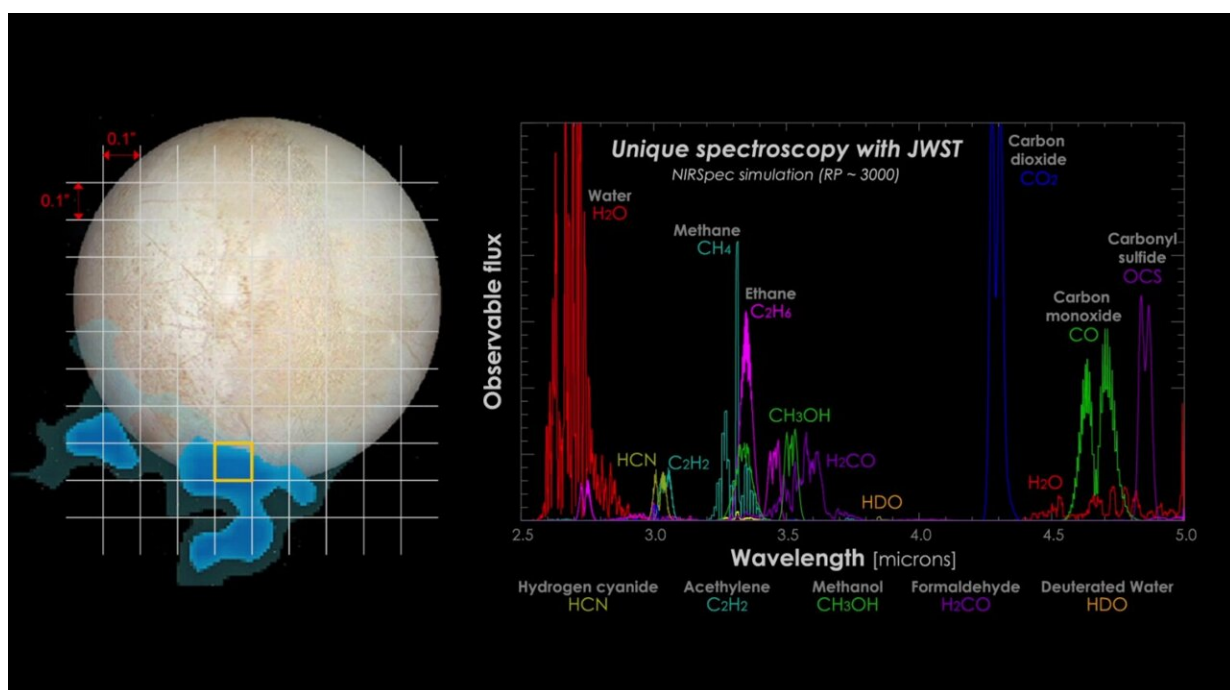 0.1"
0.1"
Unique spectroscopy with JWST
NIRSpec simulation (RP ~ 3000)
Observable flux
Water
H2O
Methane
CH4
Ethane
C2H6
HCN
C2H2
CH3OH
H2CO
HDO
Carbon
dioxide
CO2
Carbon
monoxide
CO
Carbonyl
sulfide
OCS
H2O
2.5
3.0
3.5
4.0
4.5
5.0
Wavelength [microns]
Hydrogen cyanide
HCN
Acethylene
C2H2
Methanol
CH3OH
Formaldehyde
H2CO
Deuterated Water
HDO